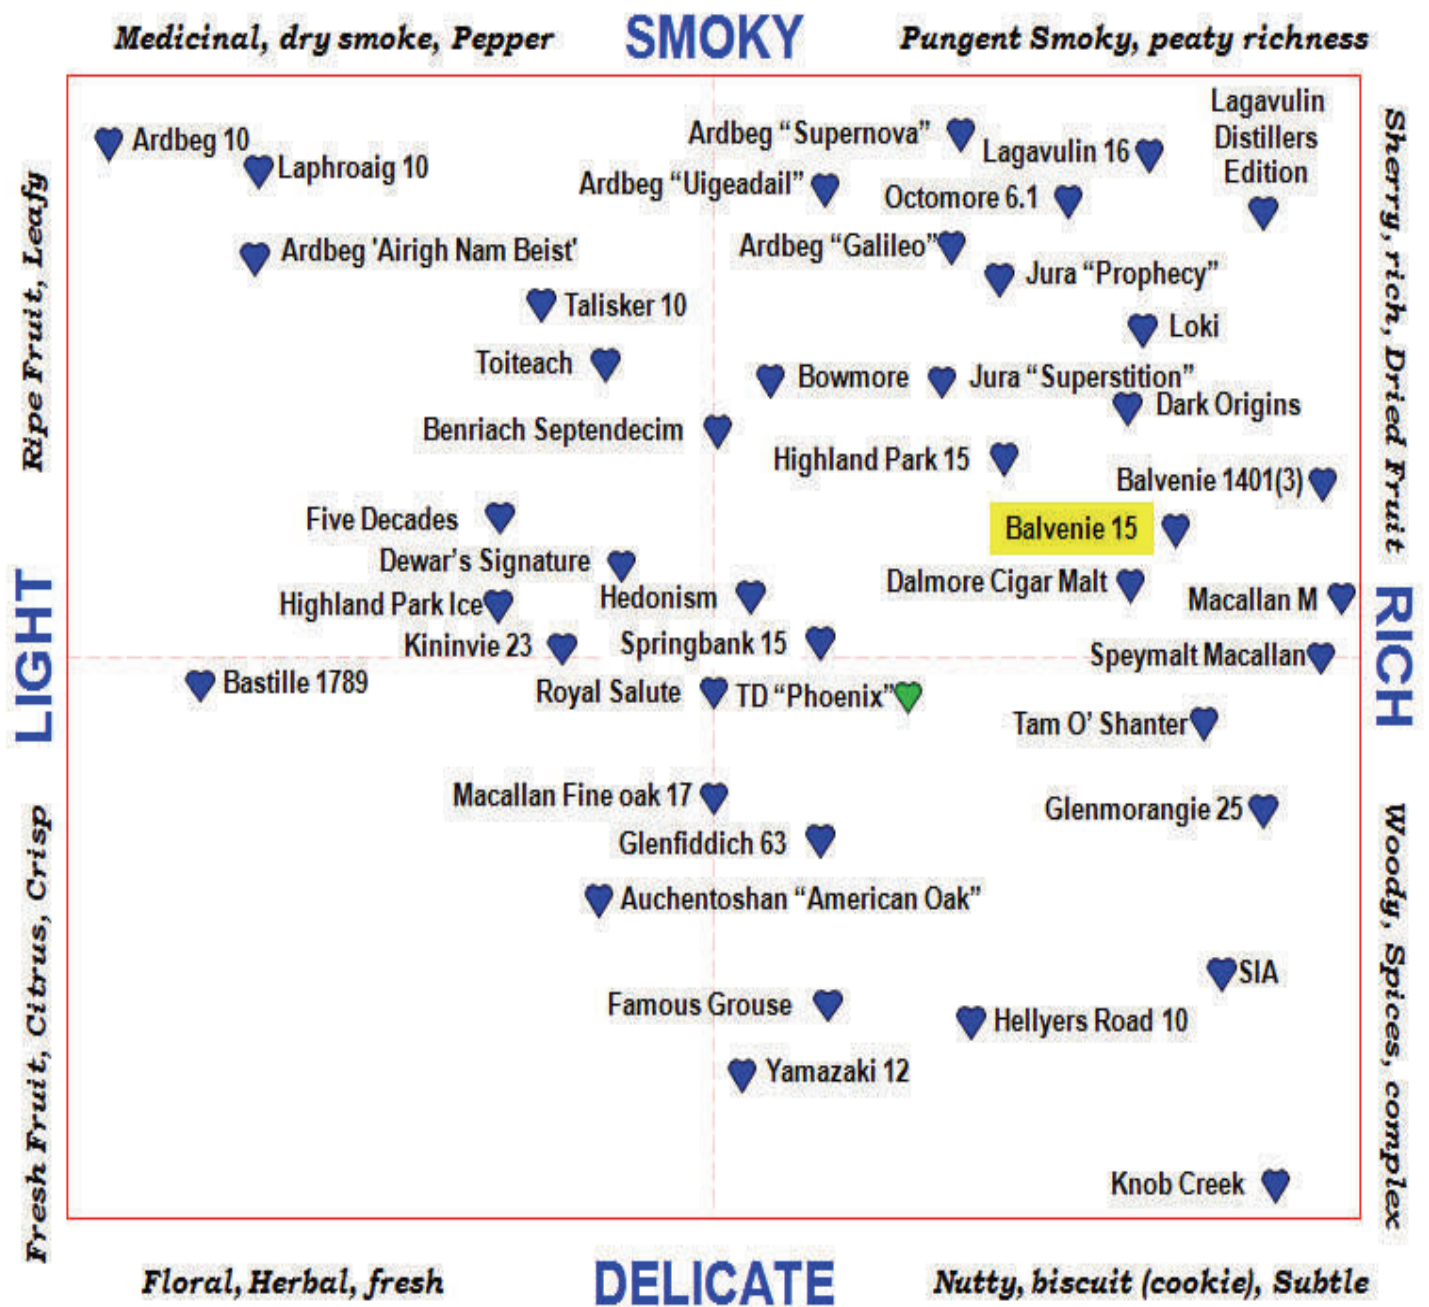 Medicinal, dry smoke, Pepper
SMOKY
Pungent Smoky, peaty richness
Ardbeg 10
Laphroaig 10
Ardbeg "Supernova"
Lagavulin 16
Lagavulin
Distillers
Edition
Ardbeg "Uigeadail"
Octomore 6.1
Ardbeg 'Airigh Nam Beist'
Ardbeg "Galileo"
Jura "Prophecy"
Talisker 10
Loki
Toiteach
Bowmore
Jura "Superstition"
Dark Origins
Benriach Septendecim
Highland Park 15
Balvenie 1401(3)
Five Decades
Balvenie 15
Dewar's Signature
Dalmore Cigar Malt
Highland Park Ice
Hedonism
Macallan M
Kininvie 23
Springbank 15
Speymalt Macallan
Bastille 1789
Royal Salute
TD "Phoenix"
Tam O' Shanter
Macallan Fine oak 17
Glenmorangie 25
Glenfiddich 63
Auchentoshan "American Oak"
SIA
Famous Grouse
Hellyers Road 10
Yamazaki 12
Knob Creek
Ripe Fruit, Leafy
LIGHT
Fresh Fruit, Citrus, Crisp
Sherry, rich, Dried Fruit
RICH
Woody, Spices, complex
Floral, Herbal, fresh
DELICATE
Nutty, biscuit (cookie), Subtle